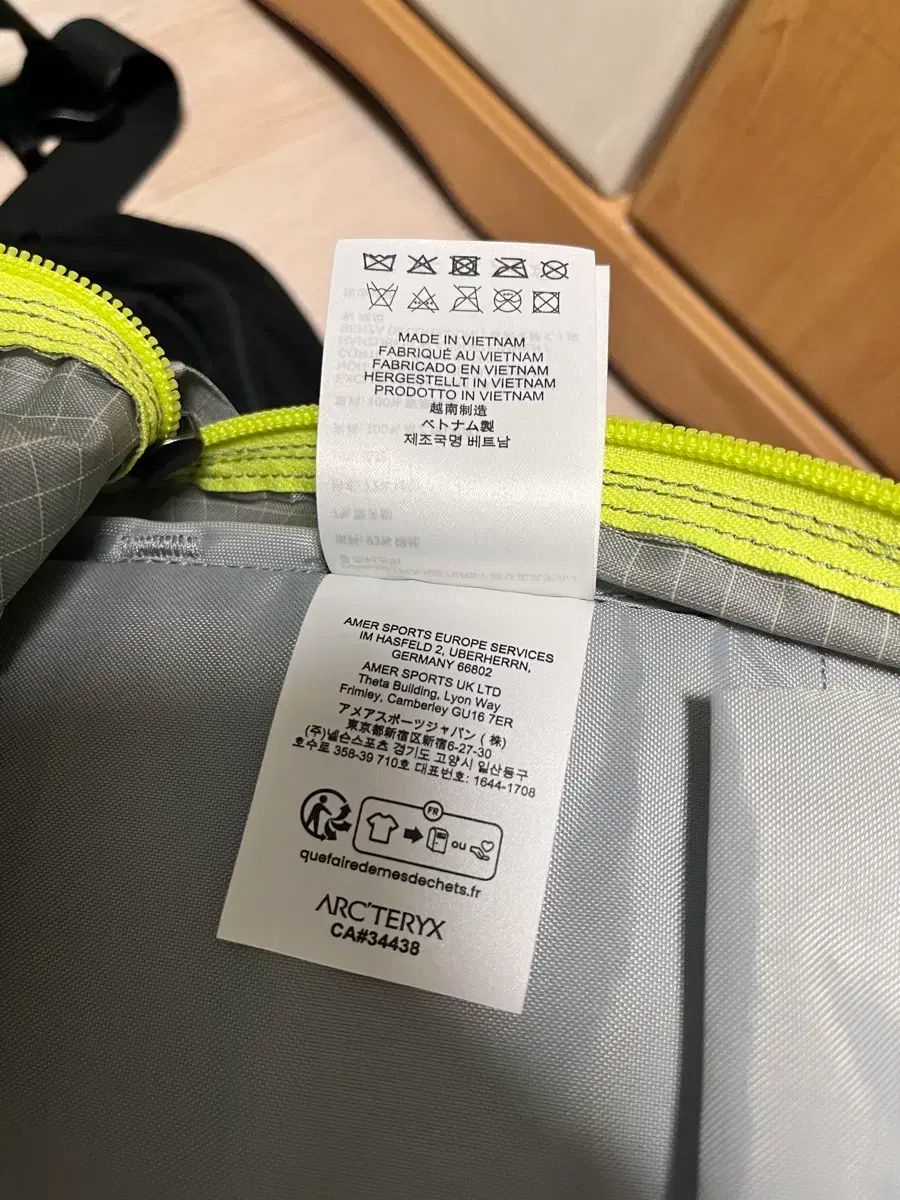 MADE IN VIETNAM
FABRIQUÉ AU VIETNAM
FABRICADO EN VIETNAM
HERGESTELLT IN VIETNAM
PRODOTTO IN VIETNAM
越南制造
ベトナム製
제조국명 베트남
AMER SPORTS EUROPE SERVICES
IM HASFELD 2, UBERHERRN,
GERMANY 66802
AMER SPORTS UK LTD
Theta Building, Lyon Way
Frimley, Camberley GU16 7ER
アメアスポーツジャパン (株)
東京都新宿区新宿6-27-30
(주)넬슨스포츠 경기도 고양시 일산동구
호수로 358-39 710호 대표번호: 1644-1708
FR
ou
quefairedemesdechets.fr
ARC'TERYX
CA#34438